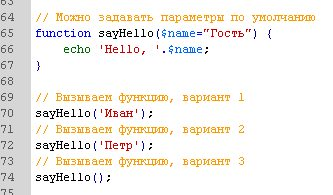 63
64 // Можно задавать параметры по умолчанию
65 function sayHello($name="Гость") {
66 echo 'Hello, '.$name;
67 }
68
69 // Вызываем функцию, вариант 1
70 sayHello('Иван');
71 // Вызываем функцию, вариант 2
72 sayHello('Петр');
73 // Вызываем функцию, вариант 3
74 sayHello();
75